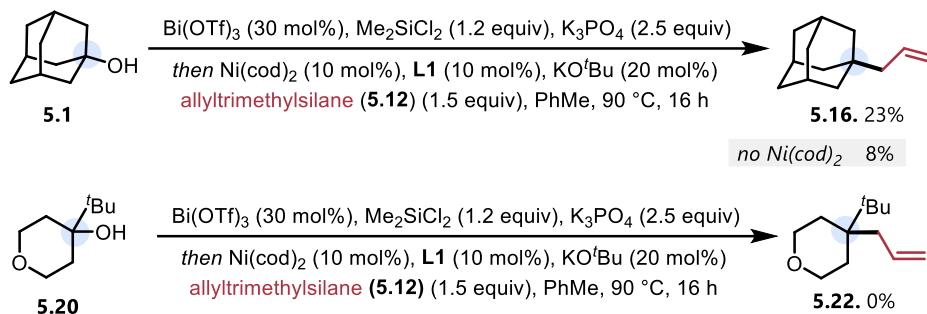 Bi(OTf)₃ (30 mol%), Me₂SiCl₂ (1.2 equiv), K₃PO₄ (2.5 equiv)
OH
then Ni(cod)₂ (10 mol%), L1 (10 mol%), KOᵗBu (20 mol%)
allyltrimethylsilane (5.12) (1.5 equiv), PhMe, 90 °C, 16 h
5.1
5.16. 23%
no Ni(cod)₂ 8%
ᵗBu
ᵗBu
Bi(OTf)₃ (30 mol%), Me₂SiCl₂ (1.2 equiv), K₃PO₄ (2.5 equiv)
OH
O
O
then Ni(cod)₂ (10 mol%), L1 (10 mol%), KOᵗBu (20 mol%)
allyltrimethylsilane (5.12) (1.5 equiv), PhMe, 90 °C, 16 h
5.20
5.22. 0%